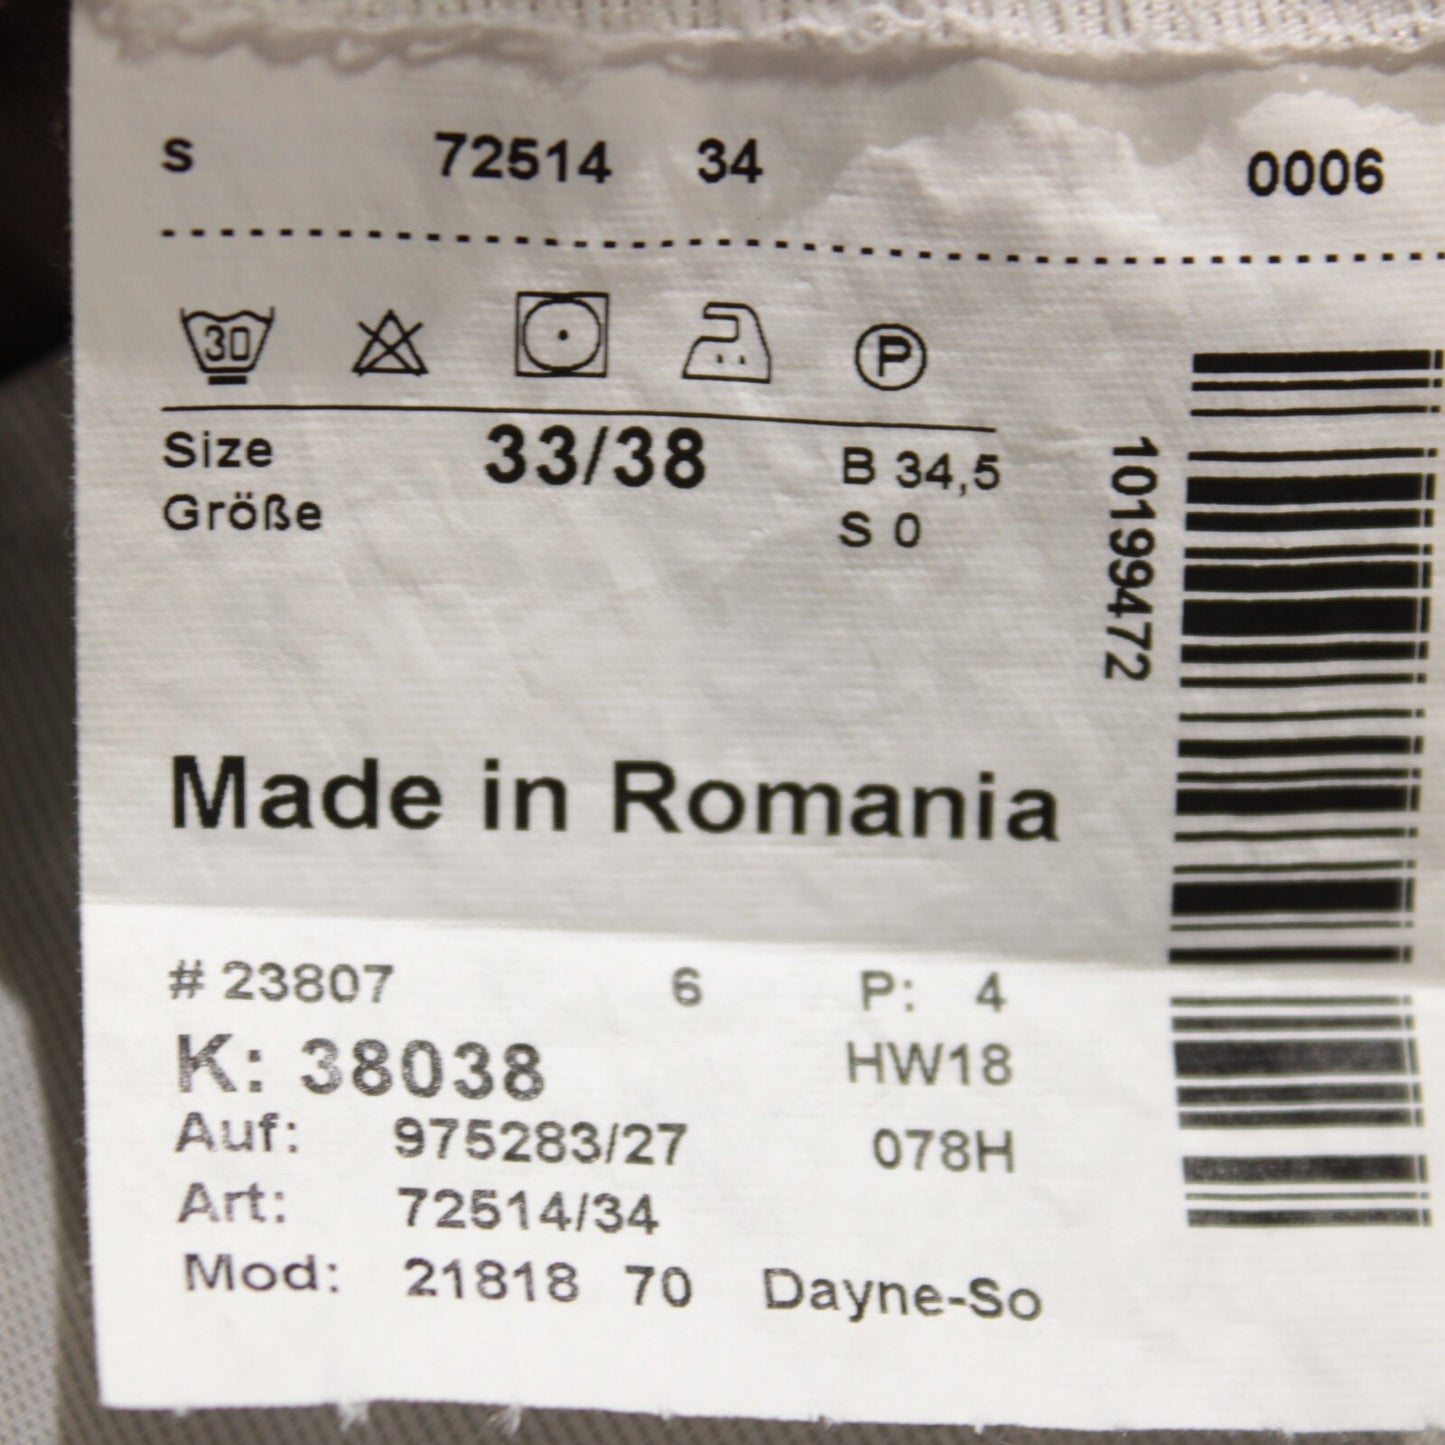 S 72514 34 0006
30 P
Size 33/38 B 34,5
Größe S 0
10199472
Made in Romania
# 23807 6 P: 4
K: 38038 HW18
Auf: 975283/27 078H
Art: 72514/34
Mod: 21818 70 Dayne-So